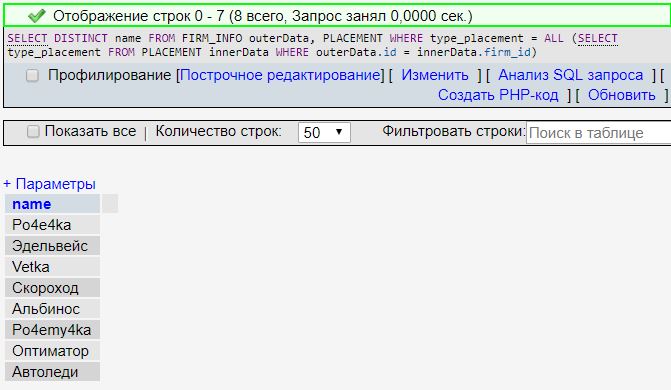 Отображение строк 0 - 7 (8 всего, Запрос занял 0,0000 сек.)
SELECT DISTINCT name FROM FIRM_INFO outerData, PLACEMENT WHERE type_placement = ALL (SELECT
type_placement FROM PLACEMENT innerData WHERE outerData.id = innerData.firm_id)
Профилирование [Построчное редактирование] [ Изменить ] [ Анализ SQL запроса ] [
Создать PHP-код ] [ Обновить ]
Показать все | Количество строк: 50 Фильтровать строки: Поиск в таблице
+ Параметры
name
Po4e4ka
Эдельвейс
Vetka
Скороход
Альбинос
Po4emy4ka
Оптиматор
Автоледи